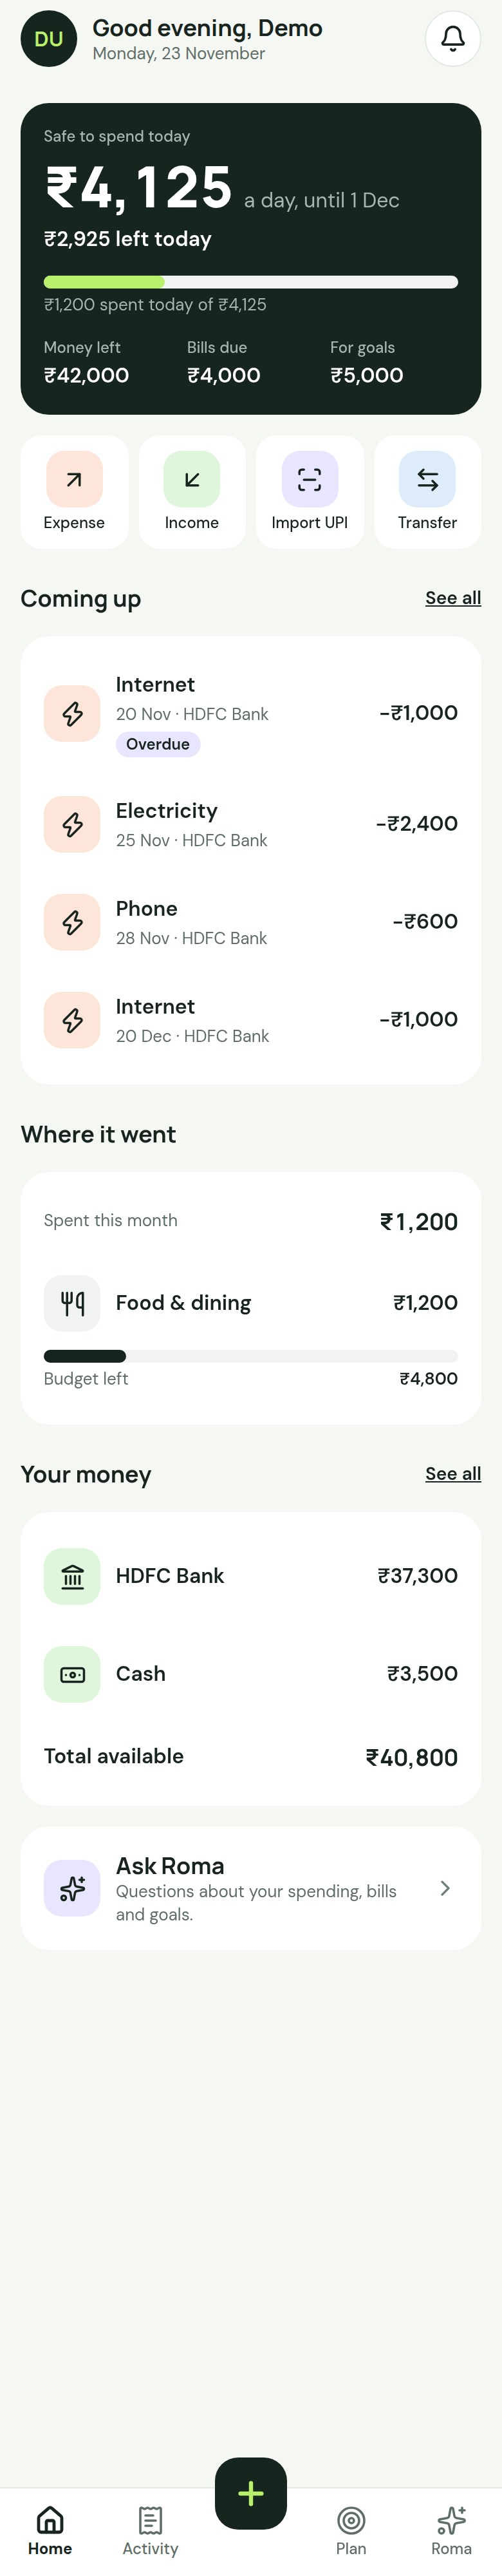 DU
Good evening, Demo
Monday, 23 November
Safe to spend today
₹4,125 a day, until 1 Dec
₹2,925 left today
₹1,200 spent today of ₹4,125
Money left Bills due For goals
₹42,000 ₹4,000 ₹5,000
Expense Income Import UPI Transfer
Coming up See all
Internet
20 Nov · HDFC Bank -₹1,000
Overdue
Electricity
25 Nov · HDFC Bank -₹2,400
Phone
28 Nov · HDFC Bank -₹600
Internet
20 Dec · HDFC Bank -₹1,000
Where it went
Spent this month ₹1,200
Food & dining ₹1,200
Budget left ₹4,800
Your money See all
HDFC Bank ₹37,300
Cash ₹3,500
Total available ₹40,800
Ask Roma
Questions about your spending, bills
and goals.
Home Activity Plan Roma